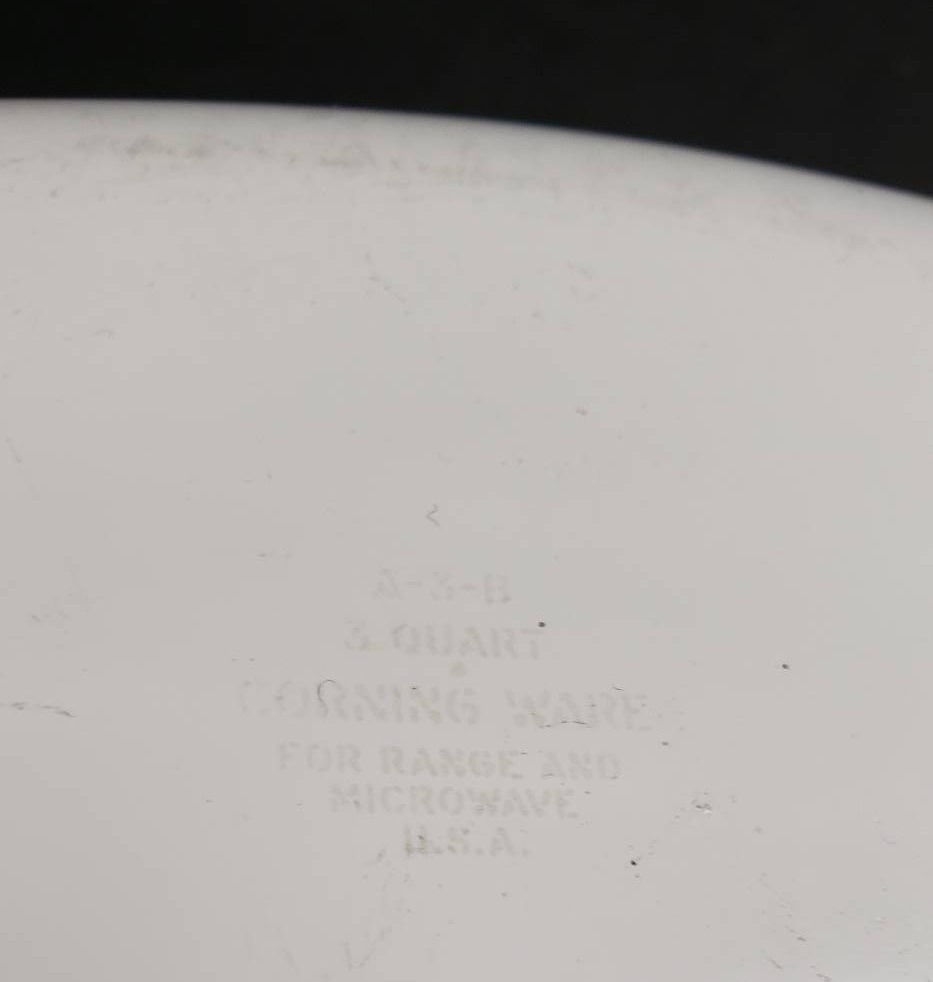 A-3-B
3 QUART
CORNING WARE
FOR RANGE AND
MICROWAVE
U.S.A.